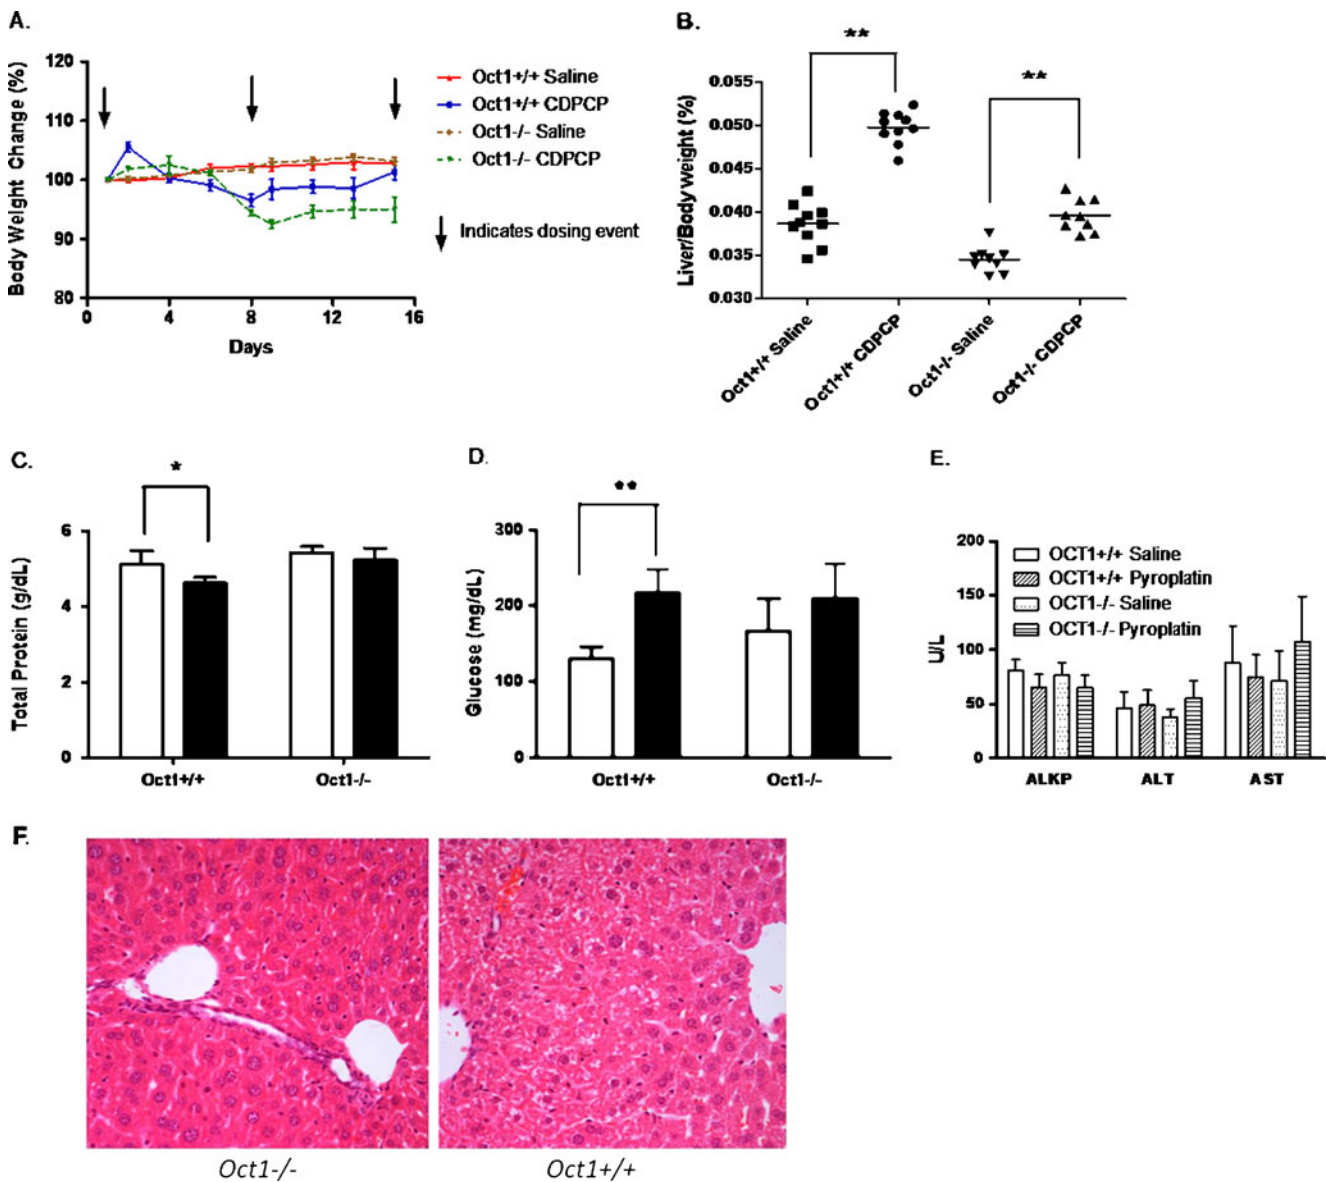 A.
120
110
100
90
80
Body Weight Change (%)
0
4
8
12
16
Days
Oct1+/+ Saline
Oct1+/+ CDPCP
Oct1-/- Saline
Oct1-/- CDPCP
Indicates dosing event
B.
**
**
0.055
0.050
0.045
0.040
0.035
0.030
Liver/Body weight (%)
Oct1+/+ Saline
Oct1+/+ CDPCP
Oct1-/- Saline
Oct1-/- CDPCP
C.
*
6
4
2
0
Total Protein (g/dL)
Oct1+/+
Oct1-/-
D.
**
300
200
100
0
Glucose (mg/dL)
Oct1+/+
Oct1-/-
E.
200
150
100
50
0
U/L
OCT1+/+ Saline
OCT1+/+ Pyroplatin
OCT1-/- Saline
OCT1-/- Pyroplatin
ALKP
ALT
AST
F.
Oct1-/-
Oct1+/+